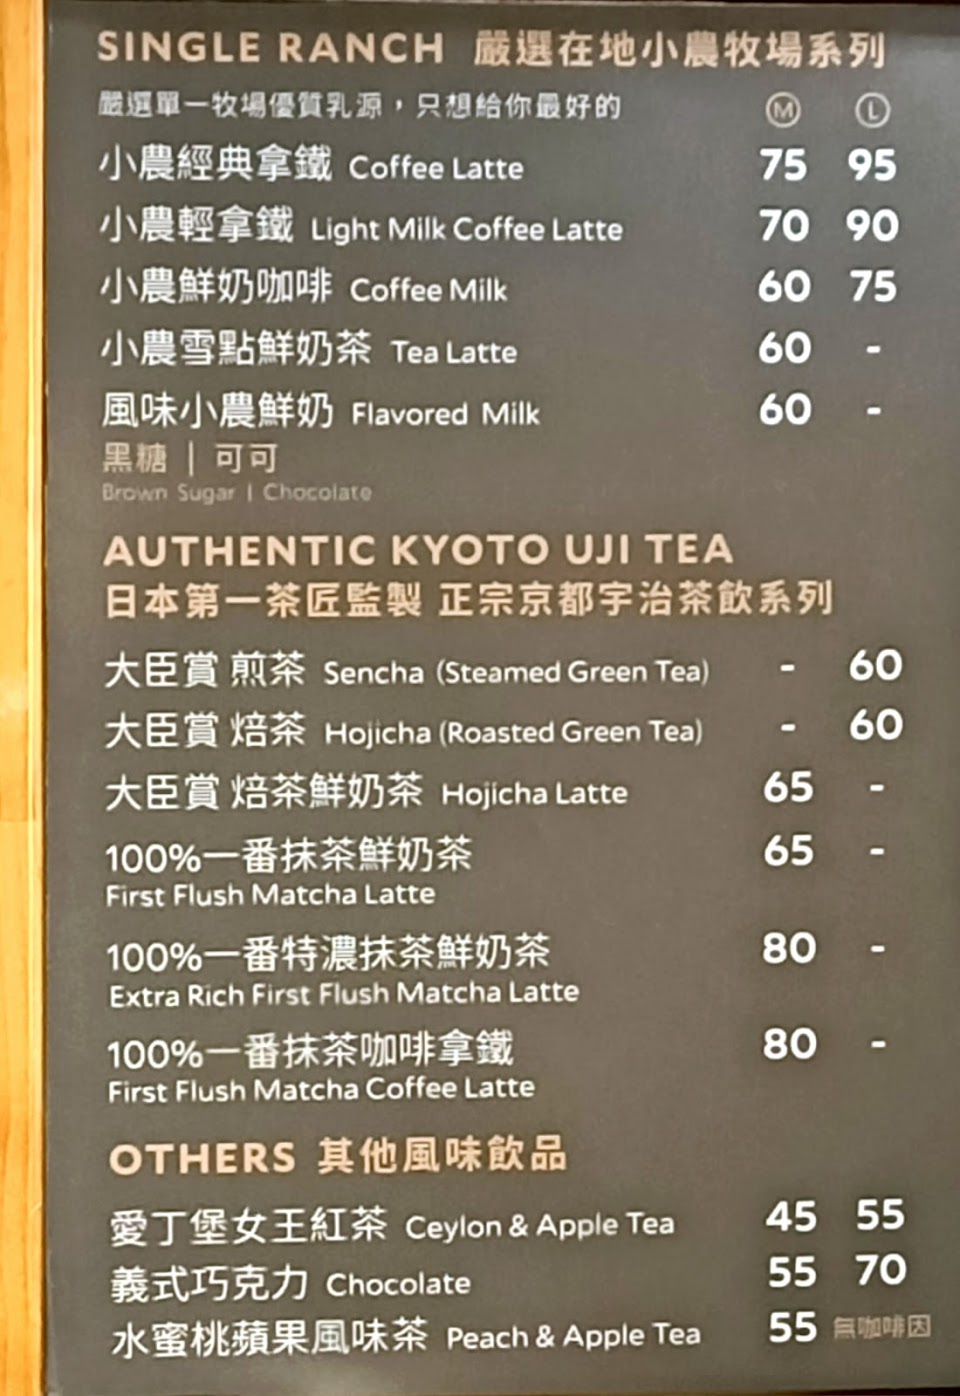 SINGLE RANCH 嚴選在地小農牧場系列
嚴選單一牧場優質乳源，只想給你最好的 M L
小農經典拿鐵 Coffee Latte 75 95
小農輕拿鐵 Light Milk Coffee Latte 70 90
小農鮮奶咖啡 Coffee Milk 60 75
小農雪點鮮奶茶 Tea Latte 60 -
風味小農鮮奶 Flavored Milk 60 -
黑糖 | 可可
Brown Sugar | Chocolate
AUTHENTIC KYOTO UJI TEA
日本第一茶匠監製 正宗京都宇治茶飲系列
大臣賞 煎茶 Sencha (Steamed Green Tea) - 60
大臣賞 焙茶 Hojicha (Roasted Green Tea) - 60
大臣賞 焙茶鮮奶茶 Hojicha Latte 65 -
100%一番抹茶鮮奶茶 65 -
First Flush Matcha Latte
100%一番特濃抹茶鮮奶茶 80 -
Extra Rich First Flush Matcha Latte
100%一番抹茶咖啡拿鐵 80 -
First Flush Matcha Coffee Latte
OTHERS 其他風味飲品
愛丁堡女王紅茶 Ceylon & Apple Tea 45 55
義式巧克力 Chocolate 55 70
水蜜桃蘋果風味茶 Peach & Apple Tea 55 無咖啡因